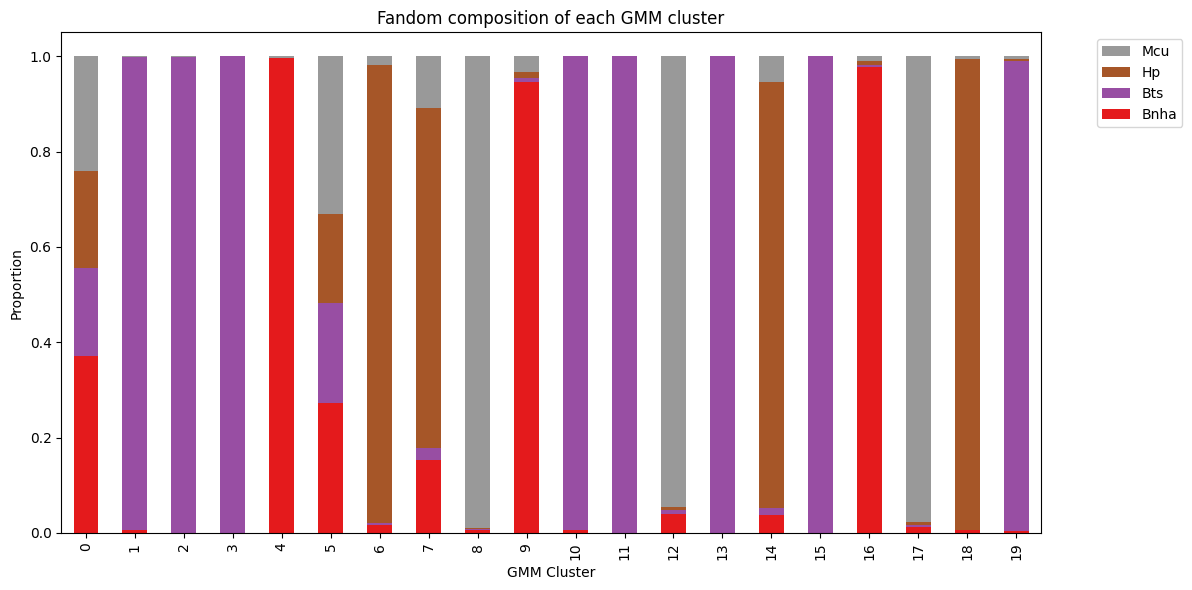 Fandom composition of each GMM cluster
Mcu
Hp
Bts
Bnha
Proportion
1.0
0.8
0.6
0.4
0.2
0.0
0 1 2 3 4 5 6 7 8 9 10 11 12 13 14 15 16 17 18 19
GMM Cluster